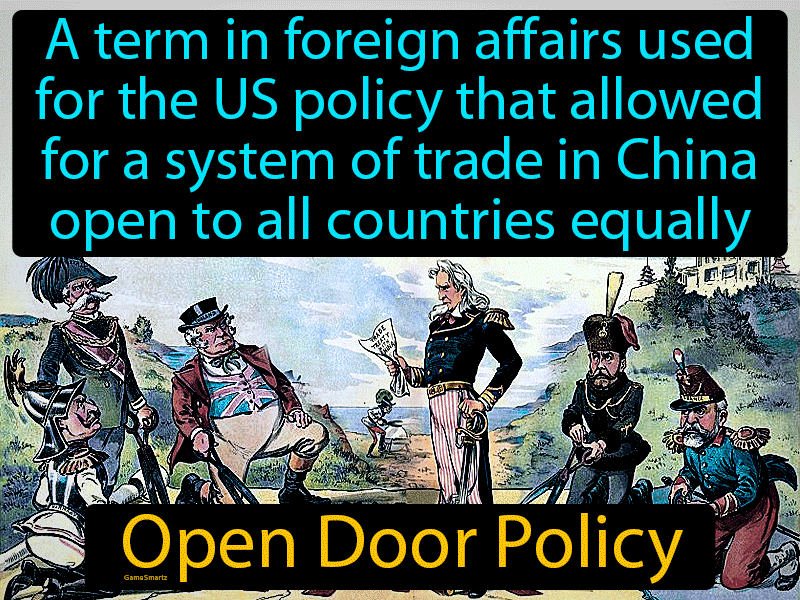 A term in foreign affairs used
for the US policy that allowed
for a system of trade in China
open to all countries equally
TRADE
Open Door Policy
GameSmartz